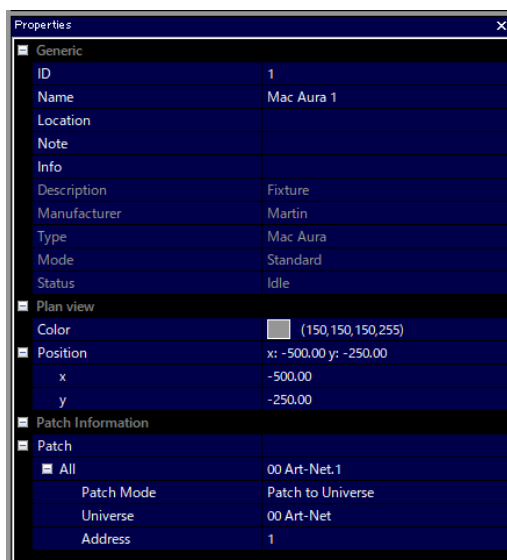 Properties
Generic
ID 1
Name Mac Aura 1
Location
Note
Info
Description Fixture
Manufacturer Martin
Type Mac Aura
Mode Standard
Status Idle
Plan view
Color (150,150,150,255)
Position x: -500.00 y: -250.00
x -500.00
y -250.00
Patch Information
Patch
All 00 Art-Net.1
Patch Mode Patch to Universe
Universe 00 Art-Net
Address 1